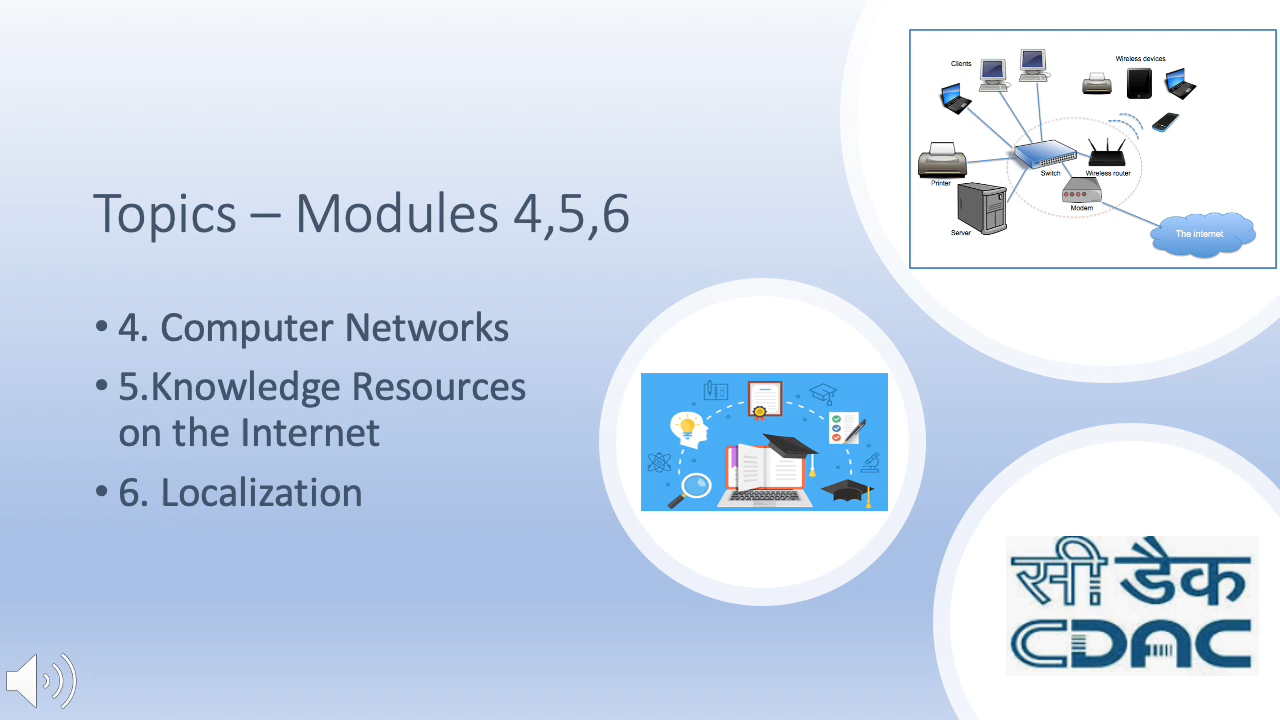 Topics – Modules 4,5,6
• 4. Computer Networks
• 5.Knowledge Resources
on the Internet
• 6. Localization
Clients
Wireless devices
Printer
Switch
Wireless router
Modem
Server
The internet
सी डैक
CDAC